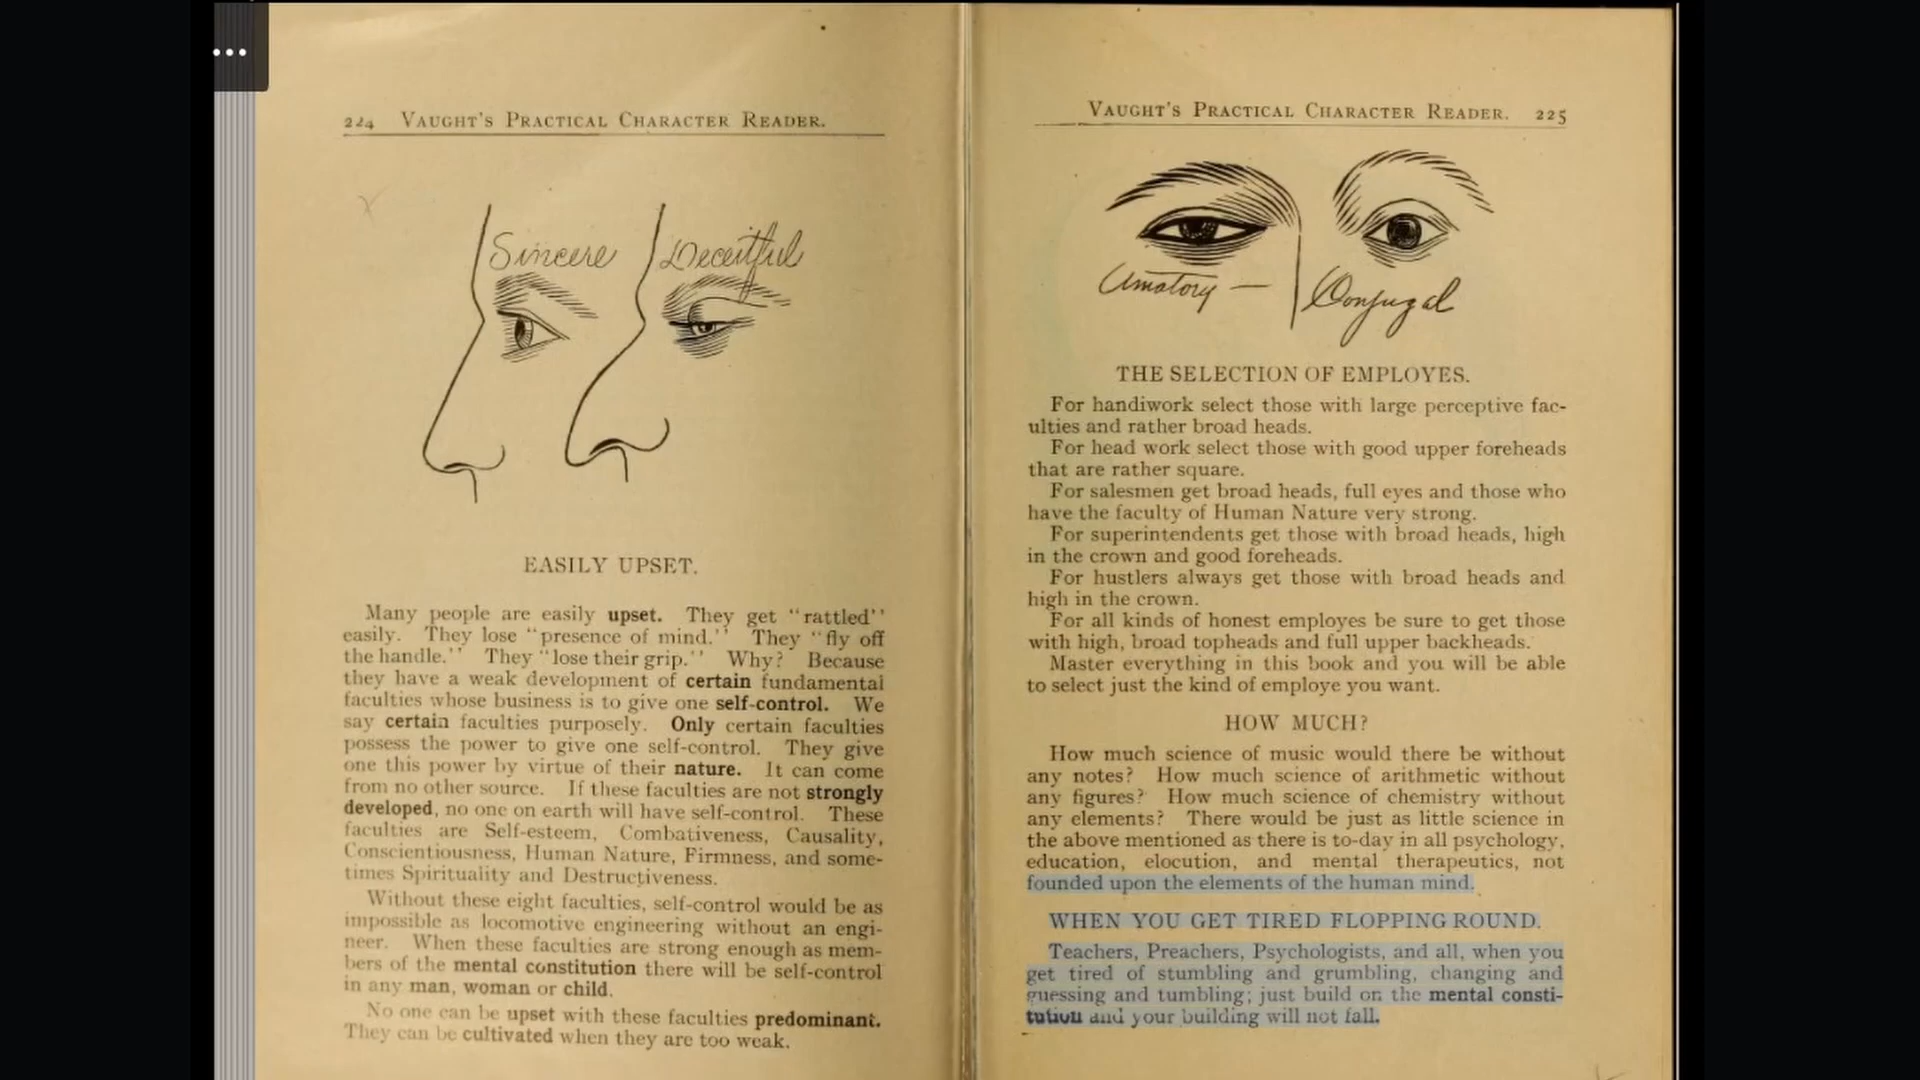 224 VAUGHT'S PRACTICAL CHARACTER READER.
Sincere Deceitful
EASILY UPSET.
Many people are easily upset. They get "rattled"
easily. They lose "presence of mind." They "fly off
the handle." They "lose their grip." Why? Because
they have a weak development of certain fundamental
faculties whose business is to give one self-control. We
say certain faculties purposely. Only certain faculties
possess the power to give one self-control. They give
one this power by virtue of their nature. It can come
from no other source. If these faculties are not strongly
developed, no one on earth will have self-control. These
faculties are Self-esteem, Combativeness, Causality,
Conscientiousness, Human Nature, Firmness, and some-
times Spirituality and Destructiveness.
Without these eight faculties, self-control would be as
impossible as locomotive engineering without an engi-
neer. When these faculties are strong enough as mem-
bers of the mental constitution there will be self-control
in any man, woman or child.
No one can be upset with these faculties predominant.
They can be cultivated when they are too weak.
VAUGHT'S PRACTICAL CHARACTER READER. 225
Amatory — Conjugal
THE SELECTION OF EMPLOYES.
For handiwork select those with large perceptive fac-
ulties and rather broad heads.
For head work select those with good upper foreheads
that are rather square.
For salesmen get broad heads, full eyes and those who
have the faculty of Human Nature very strong.
For superintendents get those with broad heads, high
in the crown and good foreheads.
For hustlers always get those with broad heads and
high in the crown.
For all kinds of honest employes be sure to get those
with high, broad topheads and full upper backheads.
Master everything in this book and you will be able
to select just the kind of employe you want.
HOW MUCH?
How much science of music would there be without
any notes? How much science of arithmetic without
any figures? How much science of chemistry without
any elements? There would be just as little science in
the above mentioned as there is to-day in all psychology,
education, elocution, and mental therapeutics, not
founded upon the elements of the human mind.
WHEN YOU GET TIRED FLOPPING ROUND.
Teachers, Preachers, Psychologists, and all, when you
get tired of stumbling and grumbling, changing and
guessing and tumbling; just build on the mental consti-
tution and your building will not fall.